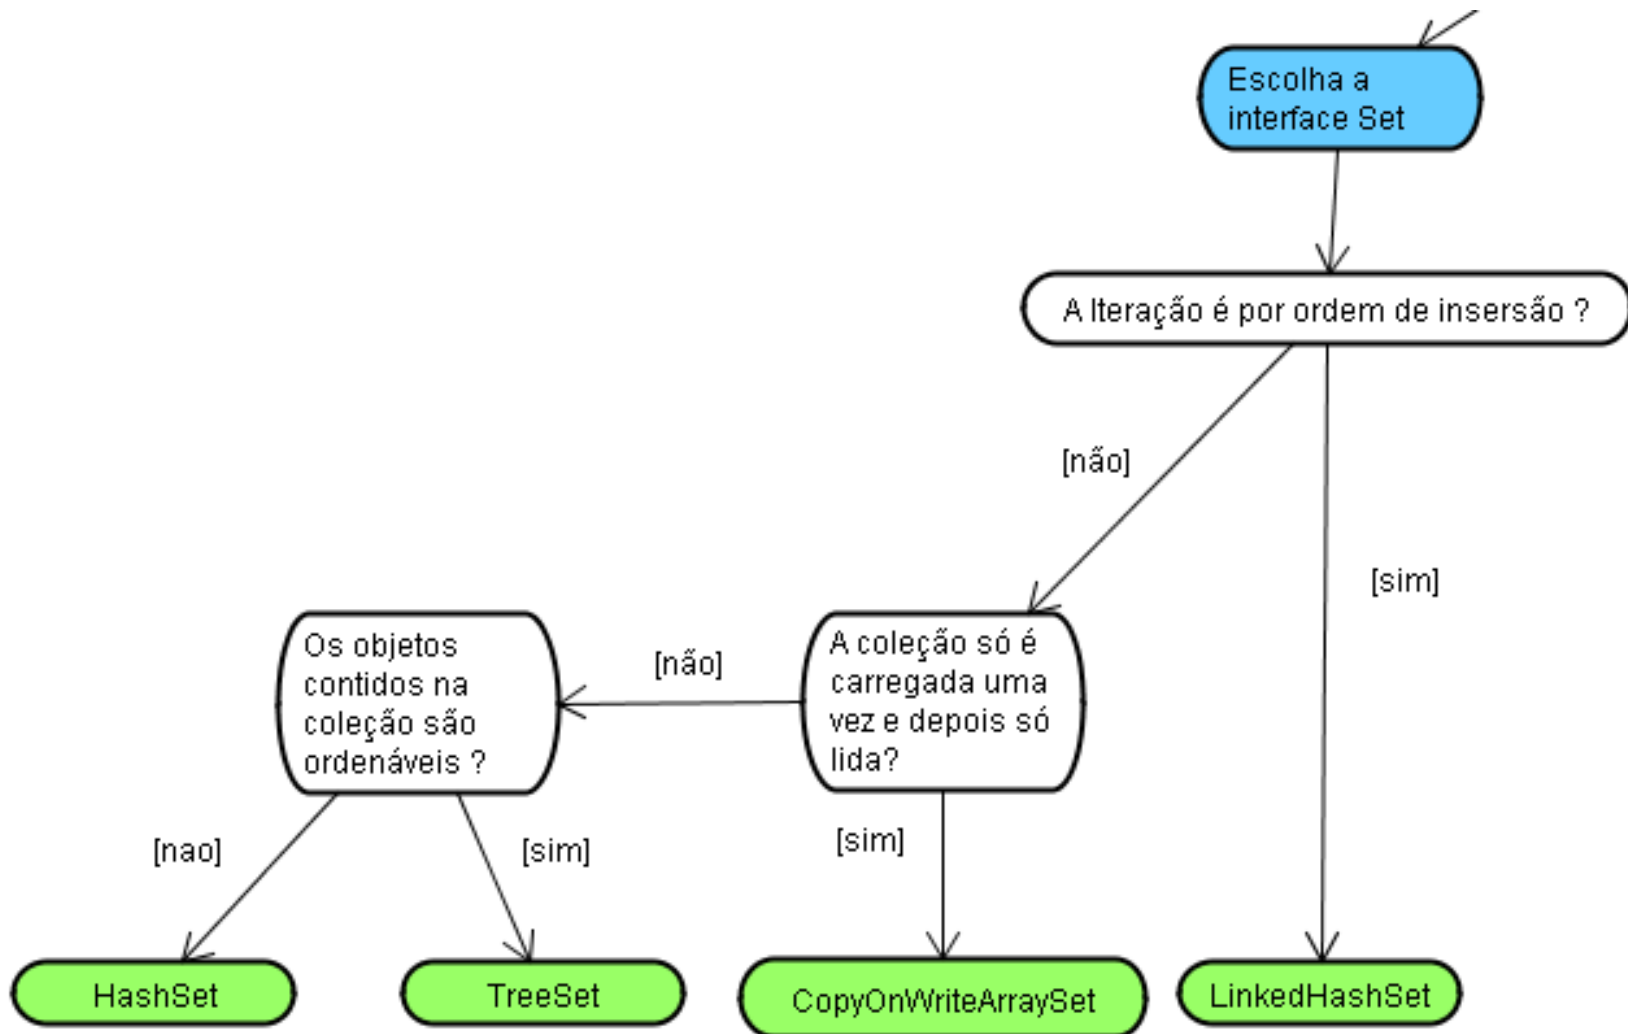 Escolha a
interface Set
A Iteração é por ordem de insersão ?
[não]
[sim]
A coleção só é
carregada uma
vez e depois só
lida?
[não]
Os objetos
contidos na
coleção são
ordenáveis ?
[nao]
[sim]
[sim]
HashSet
TreeSet
CopyOnWriteArraySet
LinkedHashSet